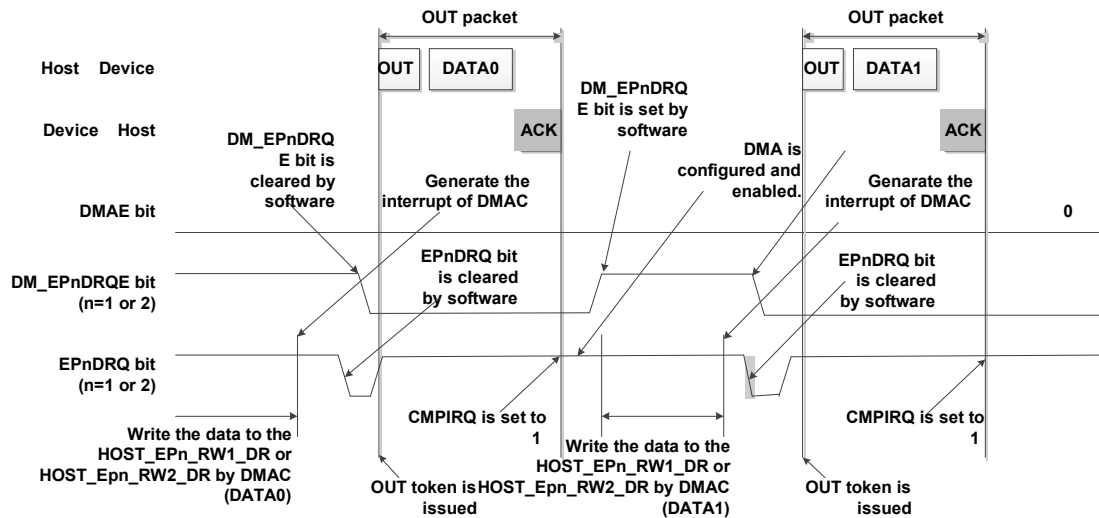 OUT packet
OUT packet
Host Device
OUT
DATA0
OUT
DATA1
Device Host
ACK
ACK
DM_EPnDRQ
E bit is
cleared by
software
DM_EPnDRQ
E bit is set by
software
Generate the
interrupt of DMAC
DMA is
configured and
enabled.
Genarate the
interrupt of DMAC
DMAE bit
0
DM_EPnDRQE bit
(n=1 or 2)
EPnDRQ bit
is cleared
by software
EPnDRQ bit
is cleared
by software
EPnDRQ bit
(n=1 or 2)
CMPIRQ is set to
1
CMPIRQ is set to
1
Write the data to the
HOST_EPn_RW1_DR or
HOST_Epn_RW2_DR by DMAC
(DATA0)
OUT token is
issued
Write the data to the
HOST_EPn_RW1_DR or
HOST_Epn_RW2_DR by DMAC
(DATA1)
OUT token is
issued